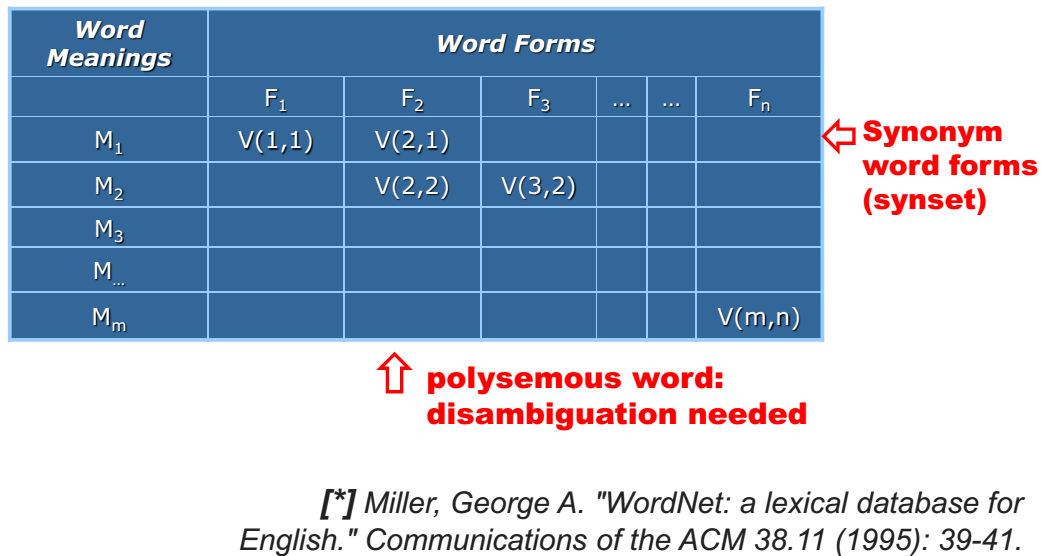 Word Meanings Word Forms
F1 F2 F3 ... ... Fn
M1 V(1,1) V(2,1)
M2 V(2,2) V(3,2)
M3
M...
Mm V(m,n)
Synonym
word forms
(synset)
polysemous word:
disambiguation needed
[*] Miller, George A. "WordNet: a lexical database for
English." Communications of the ACM 38.11 (1995): 39-41.